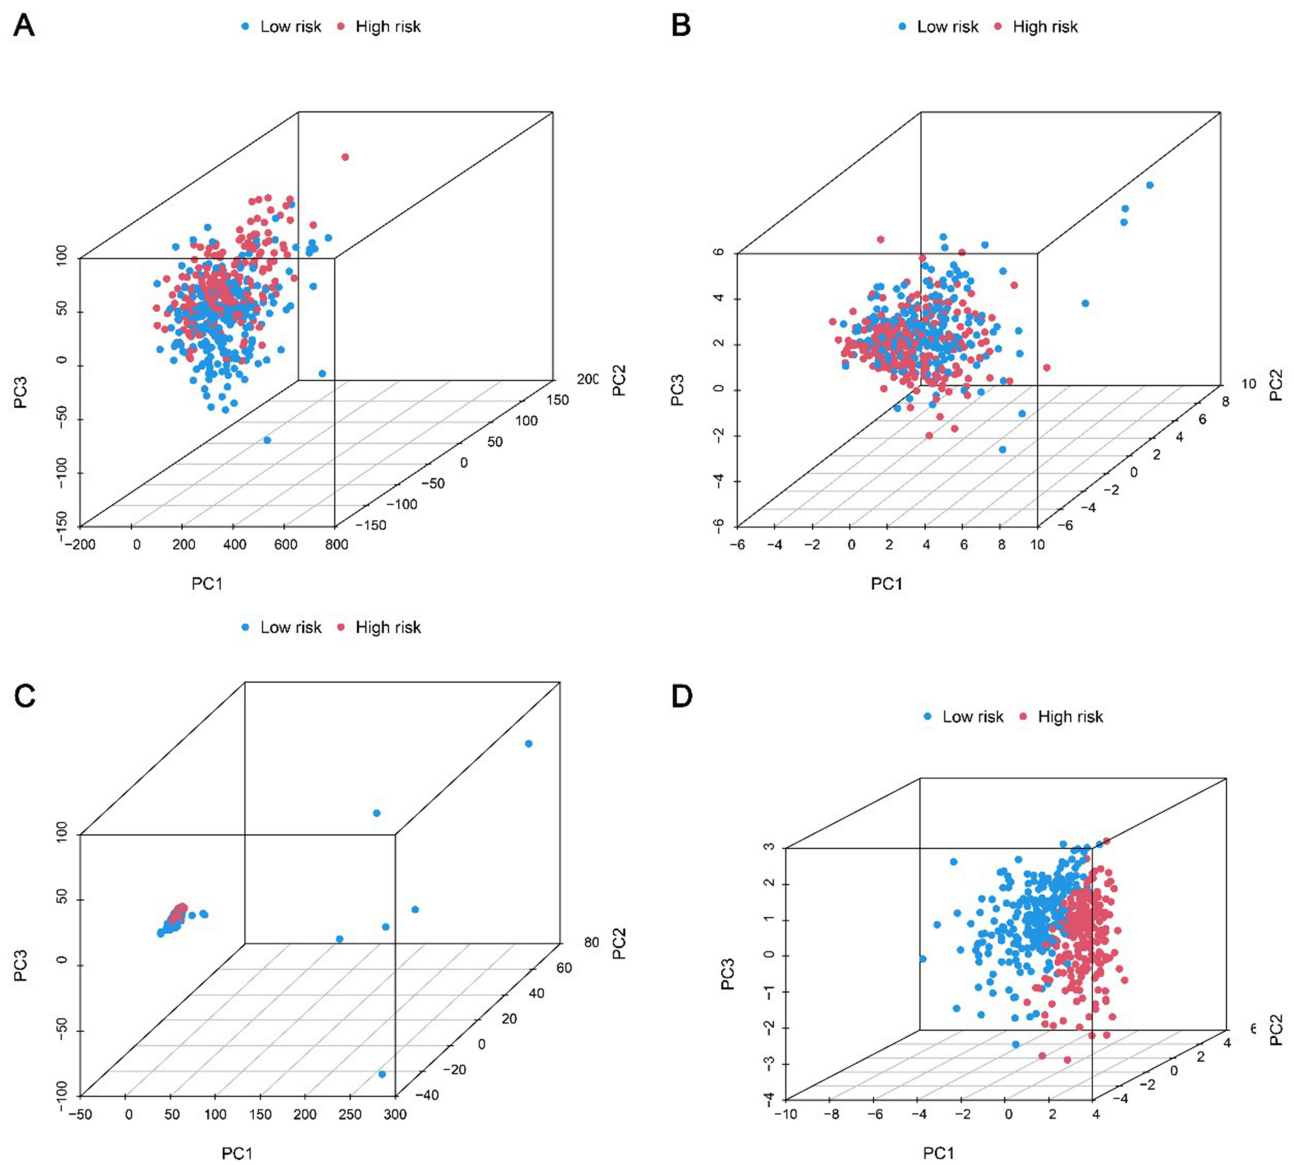 A
Low risk High risk
PC3
100
50
0
−50
−100
−150
−200 0 200 400 600 800
PC1
−150
−100
−50
0
50
100
150
200
PC2
B
Low risk High risk
PC3
6
4
2
0
−2
−4
−6
−6 −4 −2 0 2 4 6 8 10
PC1
−6
−4
−2
0
2
4
6
8
10
PC2
C
Low risk High risk
PC3
100
50
0
−50
−100
−50 0 50 100 150 200 250 300
PC1
−40
−20
0
20
40
60
80
PC2
D
Low risk High risk
PC3
3
2
1
0
−1
−2
−3
−4
−10 −8 −6 −4 −2 0 2 4
PC1
−4
−2
0
2
4
6
PC2